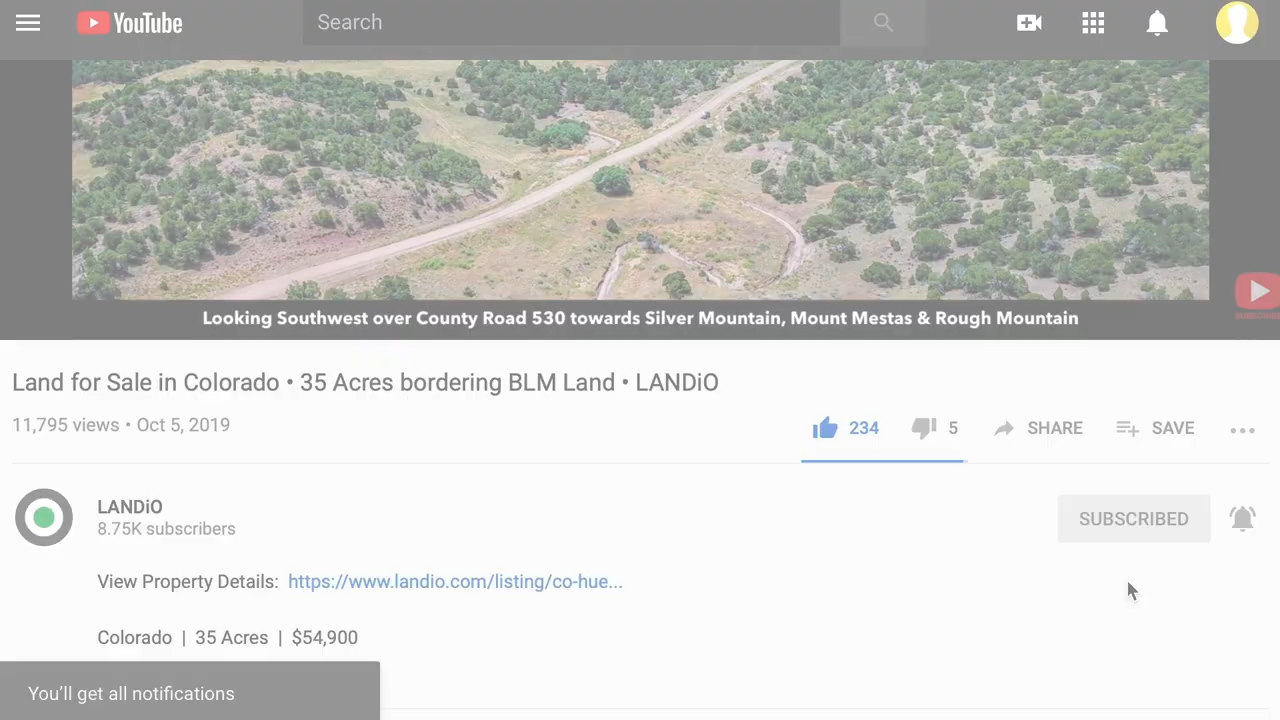 YouTube
Search
Looking Southwest over County Road 530 towards Silver Mountain, Mount Mestas & Rough Mountain
SUBSCRIBE
Land for Sale in Colorado • 35 Acres bordering BLM Land • LANDiO
11,795 views • Oct 5, 2019
234 5 SHARE SAVE
LANDiO
8.75K subscribers
SUBSCRIBED
View Property Details: https://www.landio.com/listing/co-hue...
Colorado | 35 Acres | $54,900
You'll get all notifications